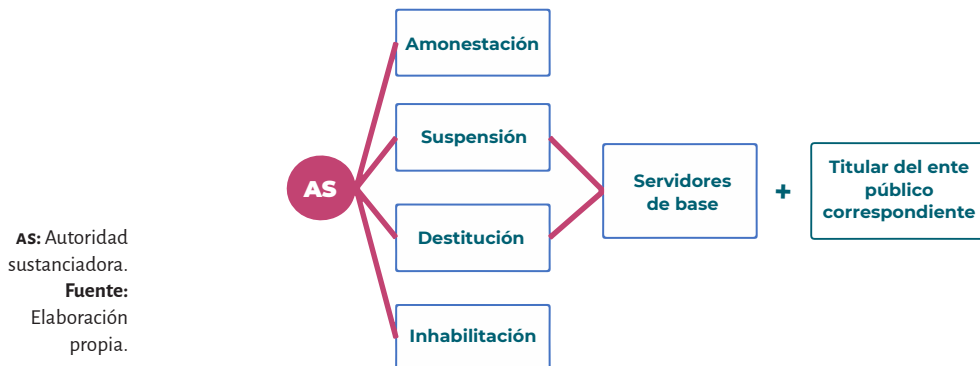 Amonestación
Suspensión
AS
Destitución
Inhabilitación
Servidores
de base
+
Titular del ente
público
correspondiente
AS: Autoridad
sustanciadora.
Fuente:
Elaboración
propia.